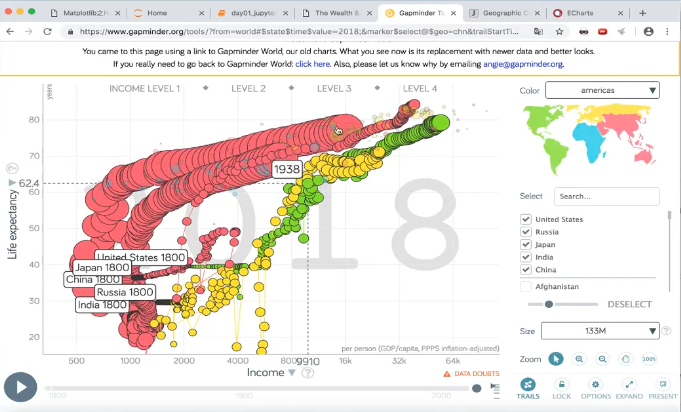 Matplotlib2.H
Home
day01_jupyte
The Wealth &
Gapminder To
Geographic C
ECharts
https://www.gapminder.org/tools/?from=world#$state$time$value=2018;&marker$select@$geo=chn&trailStartTi...
You came to this page using a link to Gapminder World, our old charts. What you see now is its replacement with newer data and better looks.
If you really need to go back to Gapminder World: click here. Also, please let us know why by emailing angie@gapminder.org.
years
INCOME LEVEL 1
LEVEL 2
LEVEL 3
LEVEL 4
Color
americas
80
70
62.4
60
50
40
30
20
Life expectancy
1938
2018
United States 1800
Japan 1800
China 1800
Russia 1800
India 1800
Select
Search...
United States
Russia
Japan
India
China
Afghanistan
DESELECT
Size
133M
per person (GDP/capita, PPP$ inflation-adjusted)
500
1000
2000
4000
9910
16k
32k
64k
Income
DATA DOUBTS
Zoom
100%
1800
1900
2000
TRAILS
LOCK
OPTIONS
EXPAND
PRESENT